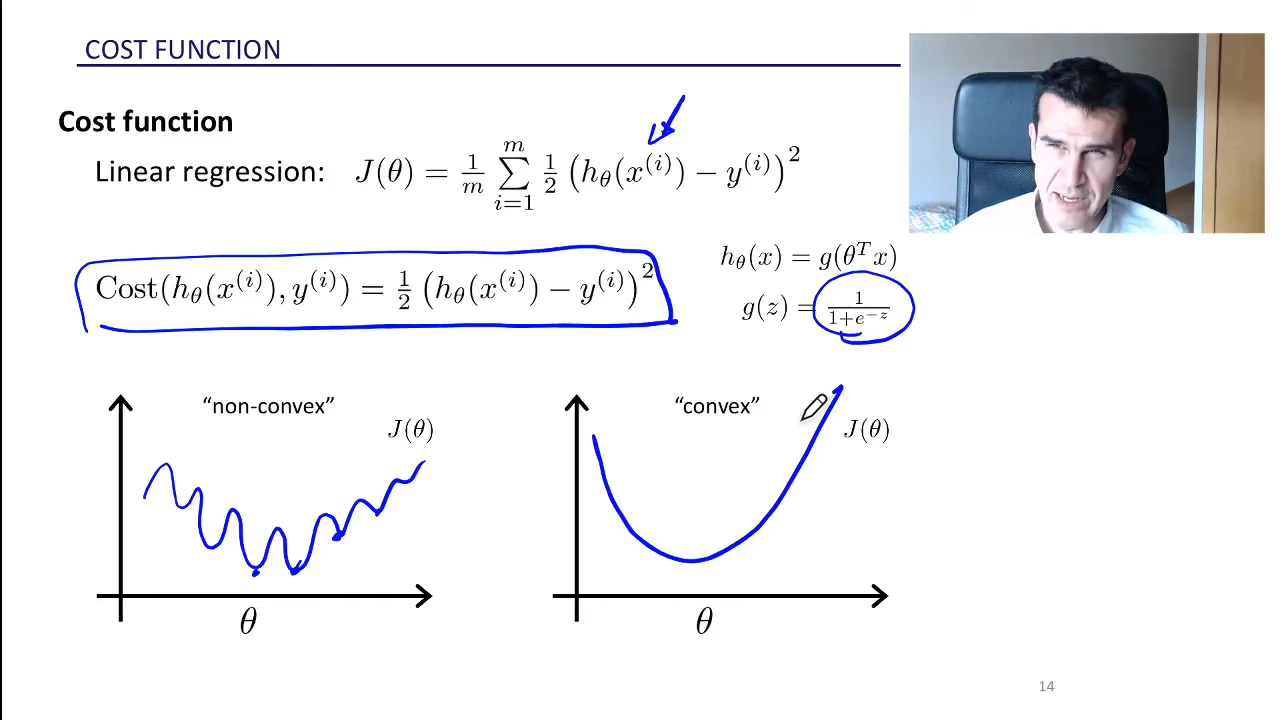 COST FUNCTION
Cost function
Linear regression: J(θ) = 1/m ∑_{i=1}^{m} 1/2 (h_θ(x^{(i)}) − y^{(i)})^2
Cost(h_θ(x^{(i)}), y^{(i)}) = 1/2 (h_θ(x^{(i)}) − y^{(i)})^2
h_θ(x) = g(θ^T x)
g(z) = 1/(1+e^{−z})
“non-convex”
J(θ)
θ
“convex”
J(θ)
θ
14